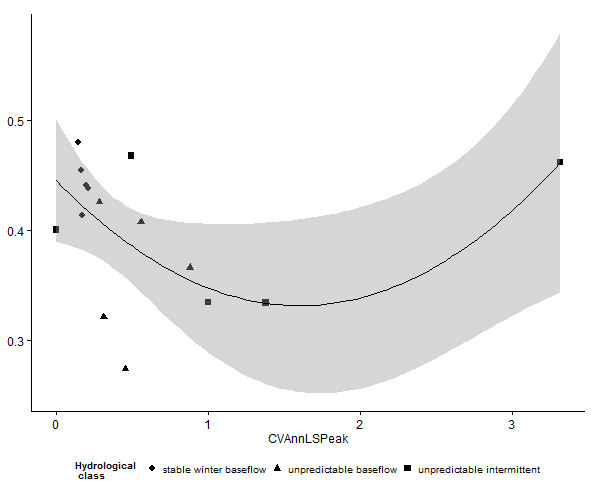 0.5
0.4
0.3
0 1 2 3
CVAnnLSPeak
Hydrological
class
stable winter baseflow unpredictable baseflow unpredictable intermittent